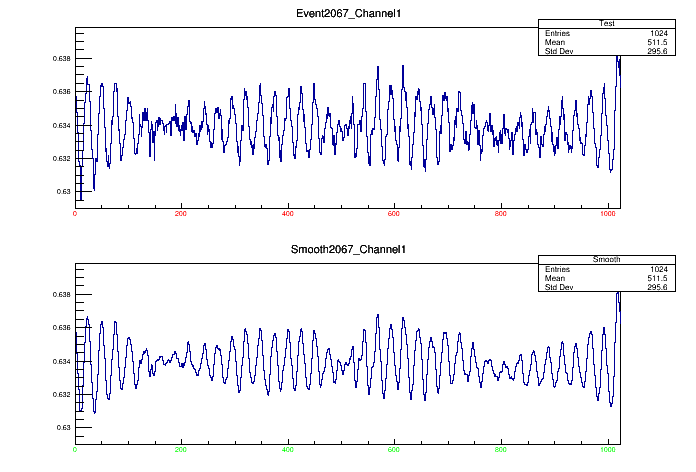 Event2067_Channel1
Test
Entries 1024
Mean 511.5
Std Dev 295.6
0.638
0.636
0.634
0.632
0.63
0 200 400 600 800 1000
Smooth2067_Channel1
Smooth
Entries 1024
Mean 511.5
Std Dev 295.6
0.638
0.636
0.634
0.632
0.63
0 200 400 600 800 1000